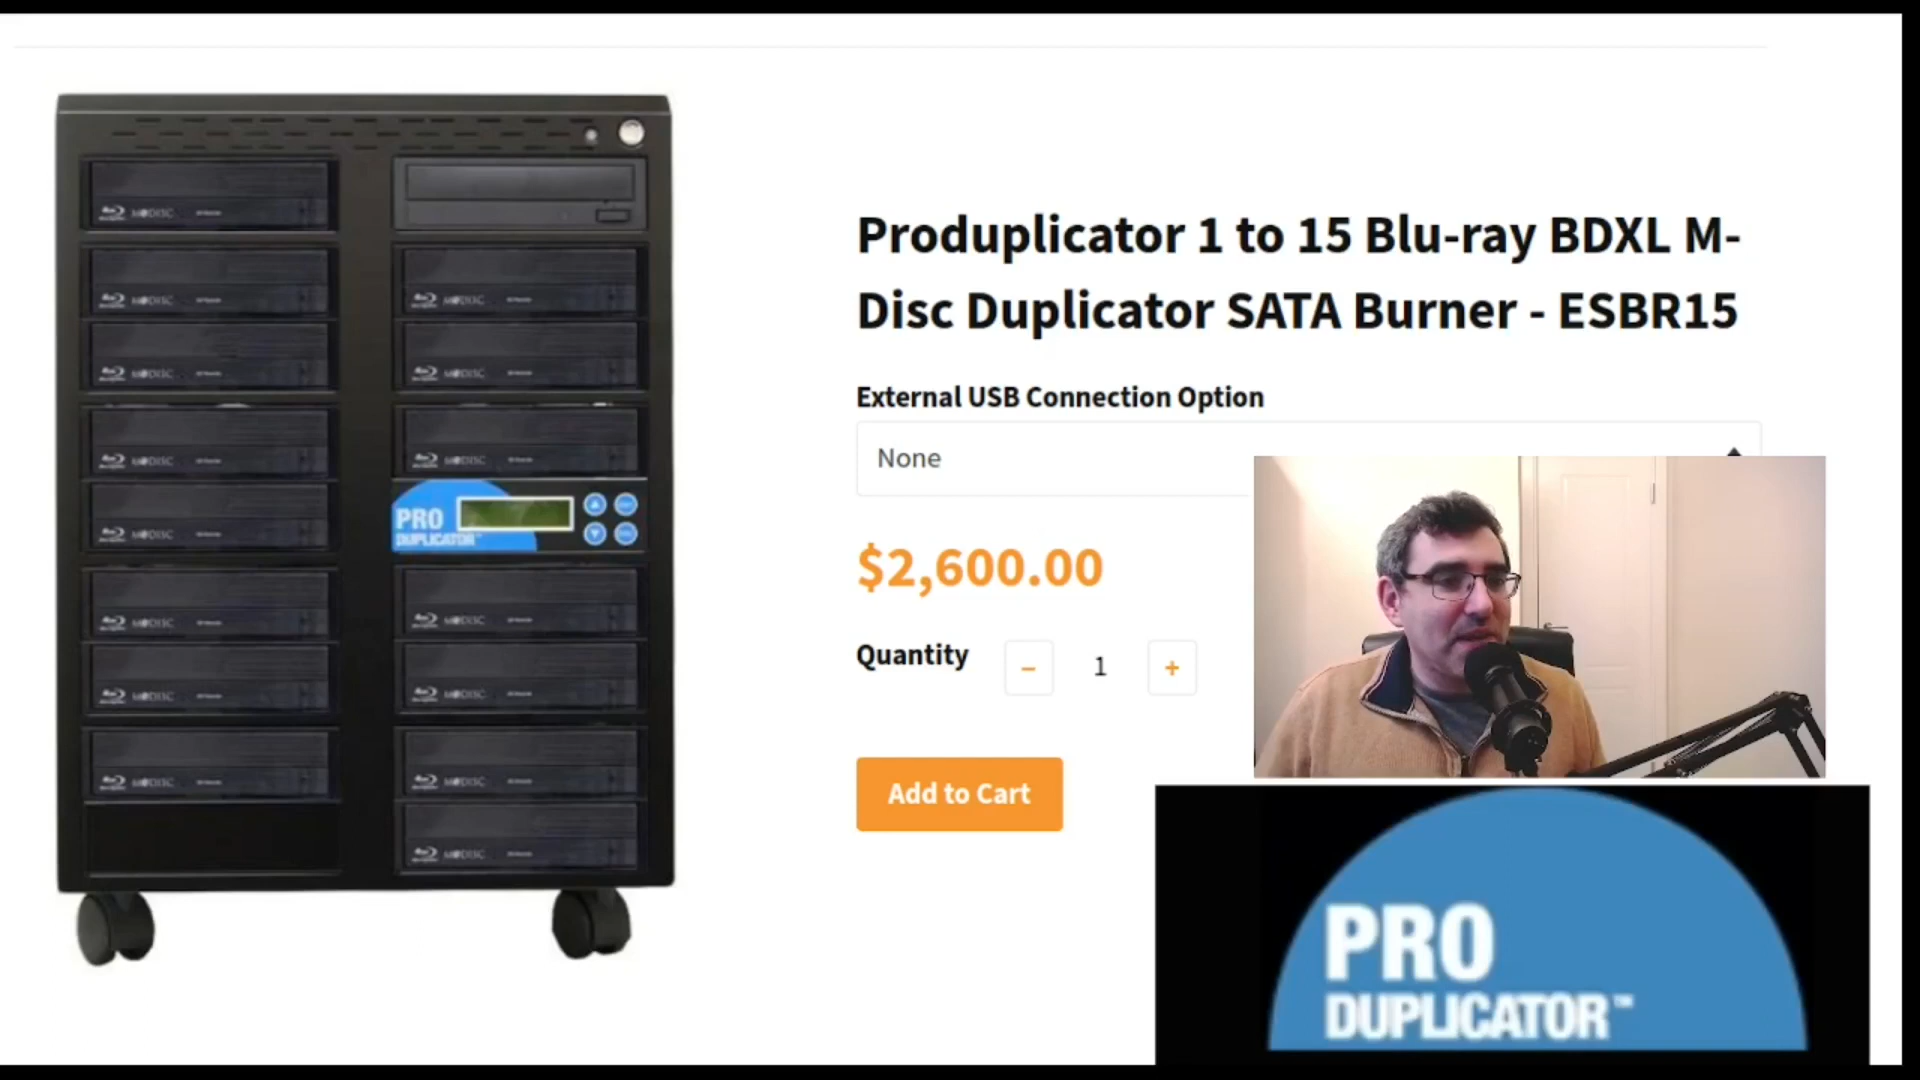 Produplicator 1 to 15 Blu-ray BDXL M-
Disc Duplicator SATA Burner - ESBR15
External USB Connection Option
None
$2,600.00
Quantity
- 1 +
Add to Cart
PRO
DUPLICATOR™
PRO
DUPLICATOR™